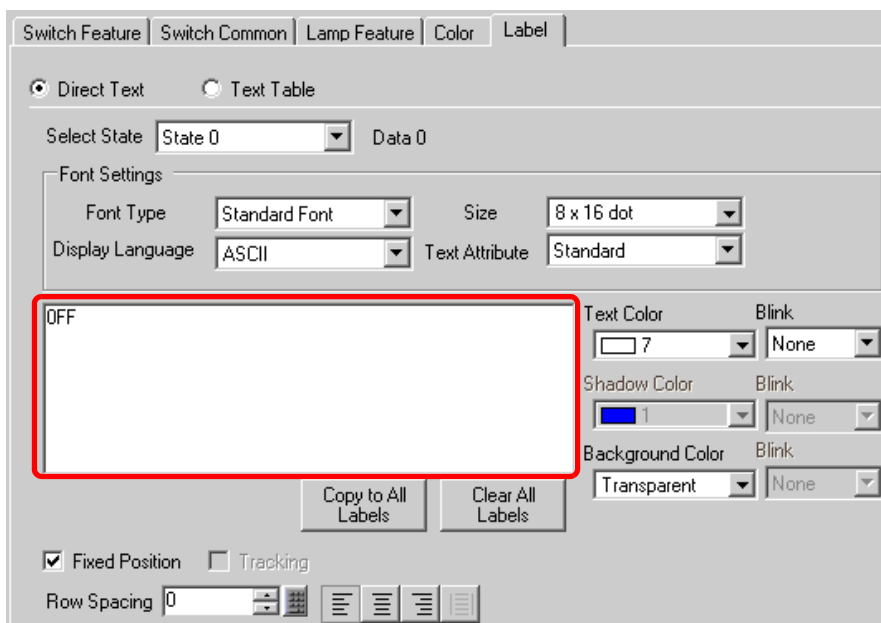 Switch Feature Switch Common Lamp Feature Color Label
Direct Text Text Table
Select State State 0 Data 0
Font Settings
Font Type Standard Font Size 8 x 16 dot
Display Language ASCII Text Attribute Standard
OFF
Text Color Blink
7 None
Shadow Color Blink
1 None
Background Color Blink
Transparent None
Copy to All Labels
Clear All Labels
Fixed Position Tracking
Row Spacing 0